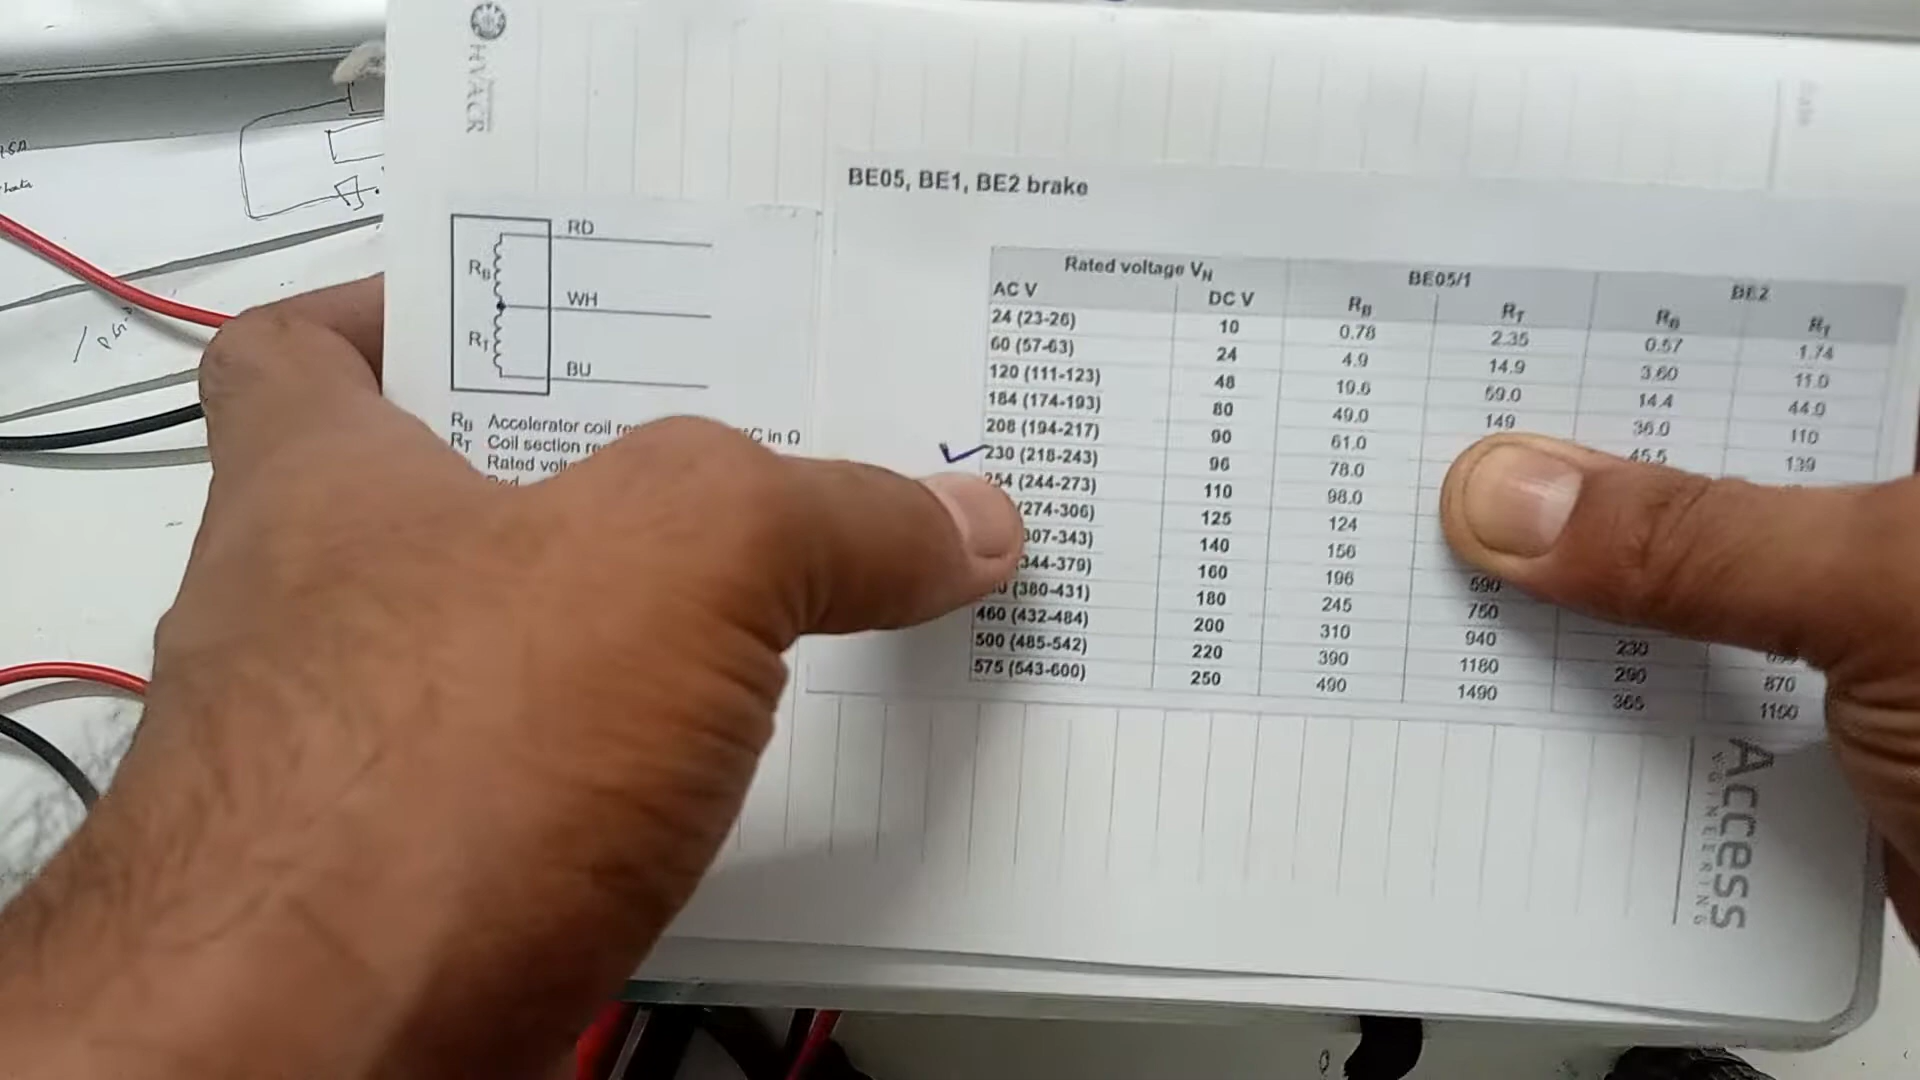 HVACR
BE05, BE1, BE2 brake
RD
RB
WH
RT
BU
RB Accelerator coil °C in Ω
RT Coil section
Rated
Rated voltage VN BE05/1 BE2
AC V DC V RB RT RB RT
24 (23-26) 10 0.78 2.35 0.57 1.74
60 (57-63) 24 4.9 14.9 3.60 11.0
120 (111-123) 48 19.6 59.0 14.4 44.0
184 (174-193) 80 49.0 149 36.0 110
208 (194-217) 90 61.0 45.5 139
230 (218-243) 96 78.0
254 (244-273) 110 98.0
(274-306) 125 124
307-343) 140 156
344-379) 160 196 590
(380-431) 180 245 750
460 (432-484) 200 310 940 230
500 (485-542) 220 390 1180 290 870
575 (543-600) 250 490 1490 365 1100
Access
ENGINEERING